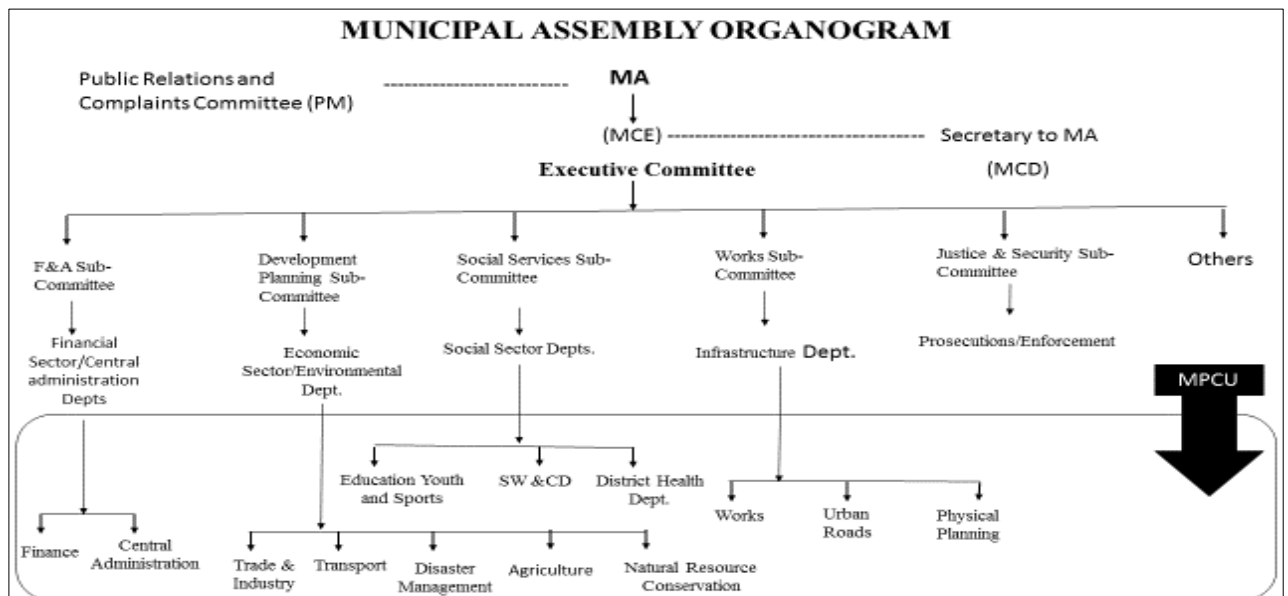 MUNICIPAL ASSEMBLY ORGANOGRAM
Public Relations and
Complaints Committee (PM)
MA
(MCE)
Secretary to MA
Executive Committee
(MCD)
F&A Sub-
Committee
Development
Planning Sub-
Committee
Social Services Sub-
Committee
Works Sub-
Committee
Justice & Security Sub-
Committee
Others
Financial
Sector/Central
administration
Depts
Economic
Sector/Environmental
Dept.
Social Sector Depts.
Infrastructure Dept.
Prosecutions/Enforcement
MPCU
Education Youth
and Sports
SW &CD
District Health
Dept.
Works
Urban
Roads
Physical
Planning
Finance
Central
Administration
Trade &
Industry
Transport
Disaster
Management
Agriculture
Natural Resource
Conservation